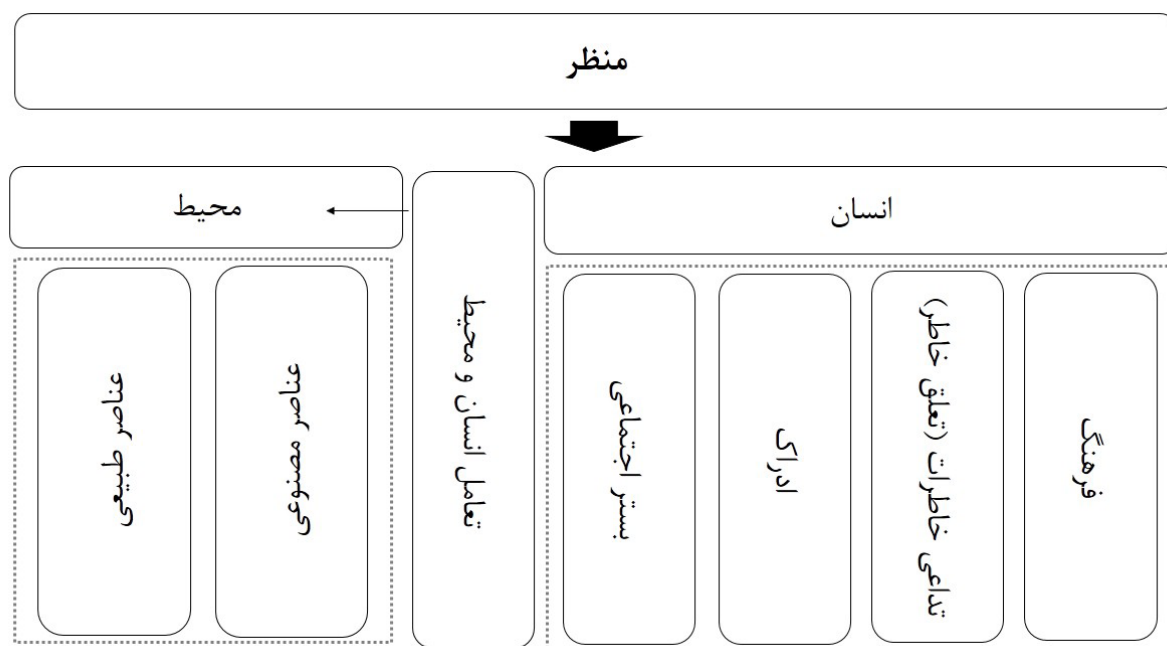 منظر
انسان
محیط
فرهنگ
تداعی خاطرات (تعلق خاطر)
ادراک
بستر اجتماعی
تعامل انسان و محیط
عناصر مصنوعی
عناصر طبیعی